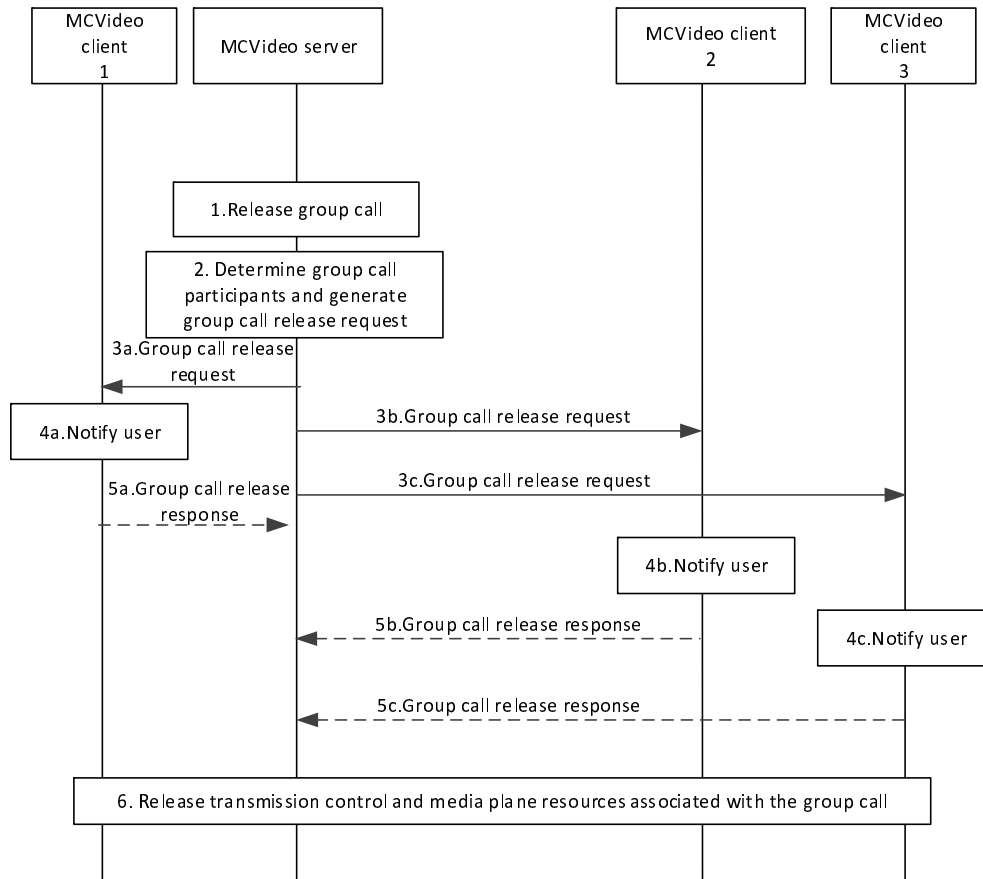 MCVideo
client
1
MCVideo server
MCVideo client
2
MCVideo
client
3
1.Release group call
2. Determine group call
participants and generate
group call release request
3a.Group call release
request
4a.Notify user
3b.Group call release request
5a.Group call release
response
3c.Group call release request
4b.Notify user
5b.Group call release response
4c.Notify user
5c.Group call release response
6. Release transmission control and media plane resources associated with the group call